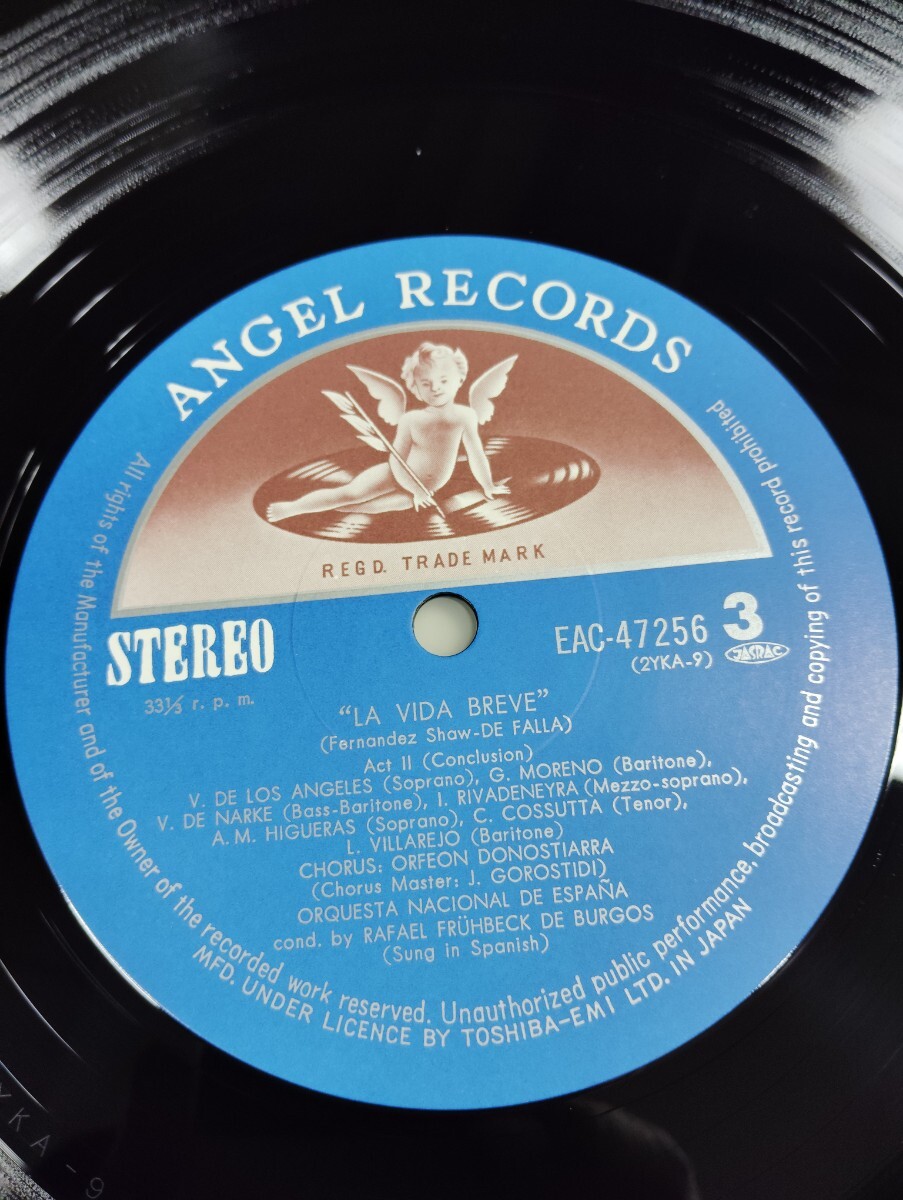 ANGEL RECORDS
REGD. TRADE MARK
STEREO
33⅓ r. p. m.
EAC-47256 3
(2YKA-9) JASRAC
"LA VIDA BREVE"
(Fernandez Shaw-DE FALLA)
Act II (Conclusion)
V. DE LOS ANGELES (Soprano), G. MORENO (Baritone),
V. DE NARKE (Bass-Baritone), I. RIVADENEYRA (Mezzo-soprano),
A. M. HIGUERAS (Soprano), C. COSSUTTA (Tenor),
L. VILLAREJO (Baritone)
CHORUS: ORFEON DONOSTIARRA
(Chorus Master: J. GOROSTIDI)
ORQUESTA NACIONAL DE ESPAÑA
cond. by RAFAEL FRÜHBECK DE BURGOS
(Sung in Spanish)
All rights of the Manufacturer and of the Owner of the recorded work reserved. Unauthorized public performance, broadcasting and copying of this record prohibited
MFD. UNDER LICENCE BY TOSHIBA-EMI LTD. IN JAPAN
YKA-9